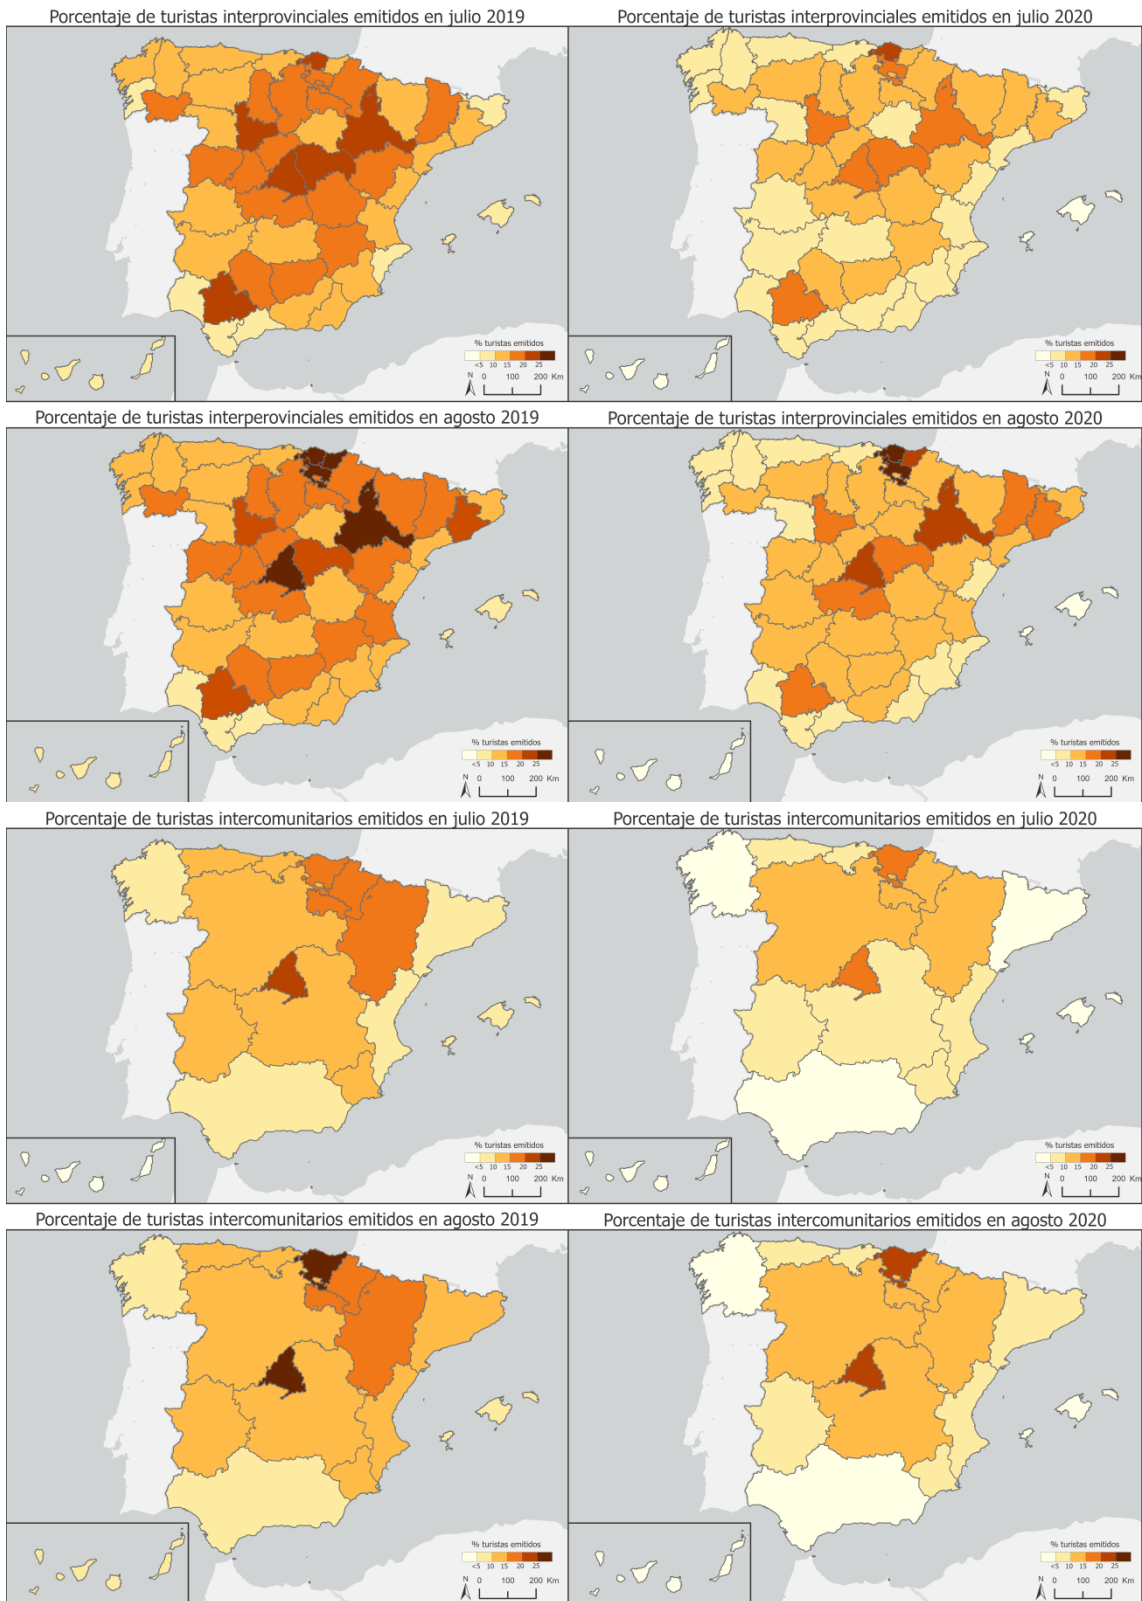 Porcentaje de turistas interprovinciales emitidos en julio 2019
% turistas emitidos
<5 10 15 20 25
N 0 100 200 Km
Porcentaje de turistas interprovinciales emitidos en julio 2020
% turistas emitidos
<5 10 15 20 25
N 0 100 200 Km
Porcentaje de turistas interperovinciales emitidos en agosto 2019
% turistas emitidos
<5 10 15 20 25
N 0 100 200 Km
Porcentaje de turistas interprovinciales emitidos en agosto 2020
% turistas emitidos
<5 10 15 20 25
N 0 100 200 Km
Porcentaje de turistas intercomunitarios emitidos en julio 2019
% turistas emitidos
<5 10 15 20 25
N 0 100 200 Km
Porcentaje de turistas intercomunitarios emitidos en julio 2020
% turistas emitidos
<5 10 15 20 25
N 0 100 200 Km
Porcentaje de turistas intercomunitarios emitidos en agosto 2019
% turistas emitidos
<5 10 15 20 25
N 0 100 200 Km
Porcentaje de turistas intercomunitarios emitidos en agosto 2020
% turistas emitidos
<5 10 15 20 25
N 0 100 200 Km